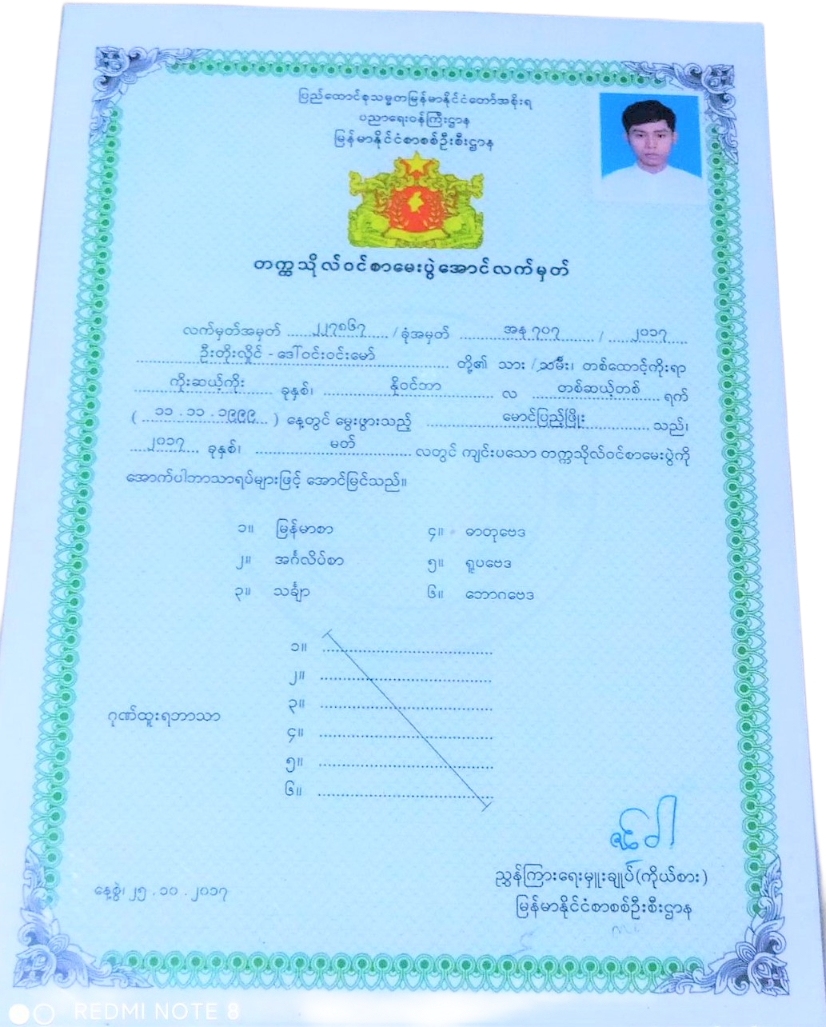 ပြည်ထောင်စုသမ္မတမြန်မာနိုင်ငံတော်အစိုးရ
ပညာရေးဝန်ကြီးဌာန
မြန်မာနိုင်ငံစာစစ်ဦးစီးဌာန
တက္ကသိုလ်ဝင်စာမေးပွဲအောင်လက်မှတ်
လက်မှတ်အမှတ် ၂၂၇၈၆၇ / ခုံအမှတ် အန ၇၀၇ / ၂၀၁၇
ဦးတိုးလှိုင် - ဒေါ်ဝင်းဝင်းမော် တို့၏ သား / သမီး၊ တစ်ထောင့်ကိုးရာ
ကိုးဆယ့်ကိုး ခုနှစ်၊ နိုဝင်ဘာ လ တစ်ဆယ့်တစ် ရက်
( ၁၁ . ၁၁ . ၁၉၉၉ ) နေ့တွင် မွေးဖွားသည့် မောင်ပြည့်ဖြိုး သည်၊
၂၀၁၇ ခုနှစ်၊ မတ် လတွင် ကျင်းပသော တက္ကသိုလ်ဝင်စာမေးပွဲကို
အောက်ပါဘာသာရပ်များဖြင့် အောင်မြင်သည်။
၁။ မြန်မာစာ ၄။ ဓာတုဗေဒ
၂။ အင်္ဂလိပ်စာ ၅။ ရူပဗေဒ
၃။ သင်္ချာ ၆။ ဘောဂဗေဒ
၁။
၂။
၃။
ဂုဏ်ထူးရဘာသာ
၄။
၅။
၆။
ညွှန်ကြားရေးမှူးချုပ်(ကိုယ်စား)
နေ့စွဲ၊ ၂၅ . ၁၀ . ၂၀၁၇
မြန်မာနိုင်ငံစာစစ်ဦးစီးဌာန
REDMI NOTE 8